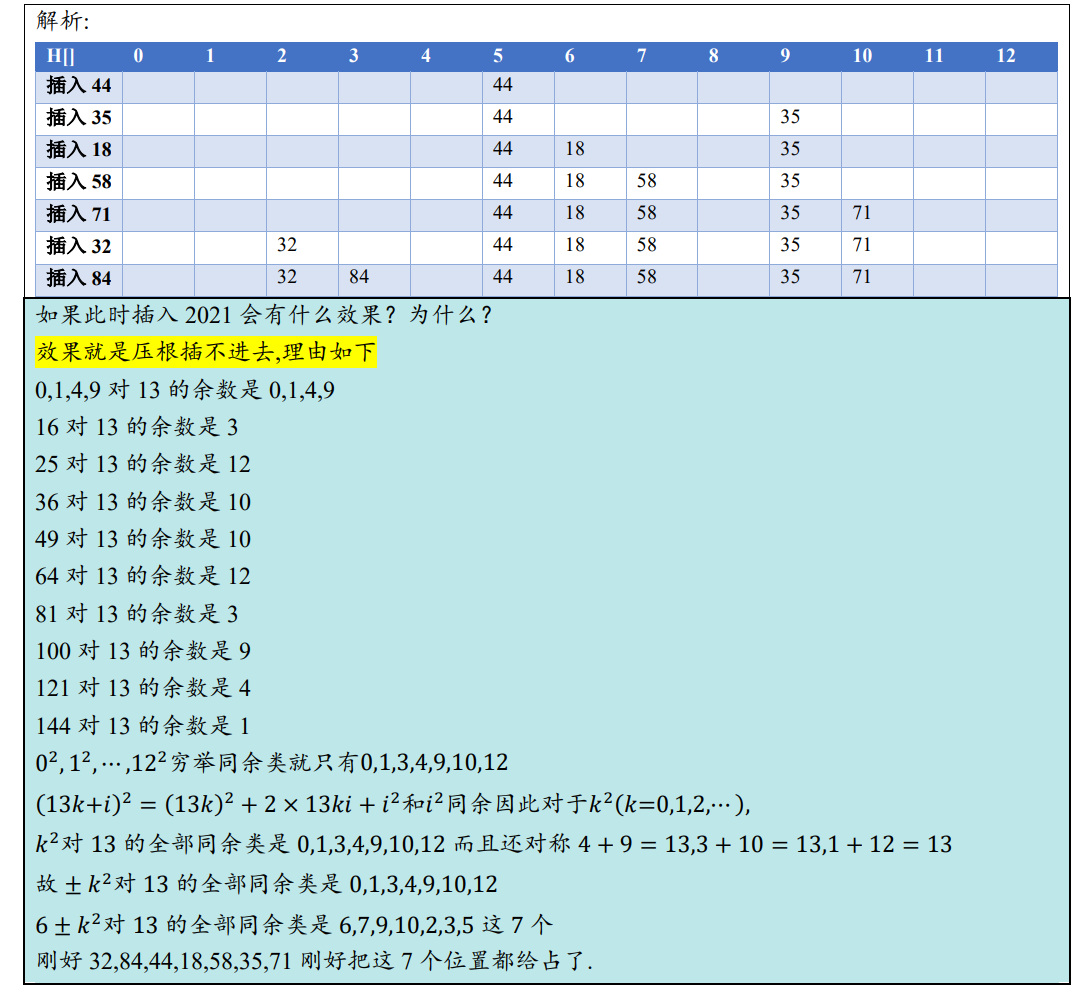 解析:
H[] 0 1 2 3 4 5 6 7 8 9 10 11 12
插入 44 44
插入 35 44 35
插入 18 44 18 35
插入 58 44 18 58 35
插入 71 44 18 58 35 71
插入 32 32 44 18 58 35 71
插入 84 32 84 44 18 58 35 71
如果此时插入 2021 会有什么效果？为什么？
效果就是压根插不进去,理由如下
0,1,4,9 对 13 的余数是 0,1,4,9
16 对 13 的余数是 3
25 对 13 的余数是 12
36 对 13 的余数是 10
49 对 13 的余数是 10
64 对 13 的余数是 12
81 对 13 的余数是 3
100 对 13 的余数是 9
121 对 13 的余数是 4
144 对 13 的余数是 1
0², 1², ⋯ ,12²穷举同余类就只有0,1,3,4,9,10,12
(13k+i)² = (13k)² + 2 × 13ki + i²和i²同余因此对于k²(k=0,1,2,⋯),
k²对 13 的全部同余类是 0,1,3,4,9,10,12 而且还对称 4 + 9 = 13,3 + 10 = 13,1 + 12 = 13
故 ± k²对 13 的全部同余类是 0,1,3,4,9,10,12
6 ± k²对 13 的全部同余类是 6,7,9,10,2,3,5 这 7 个
刚好 32,84,44,18,58,35,71 刚好把这 7 个位置都给占了.